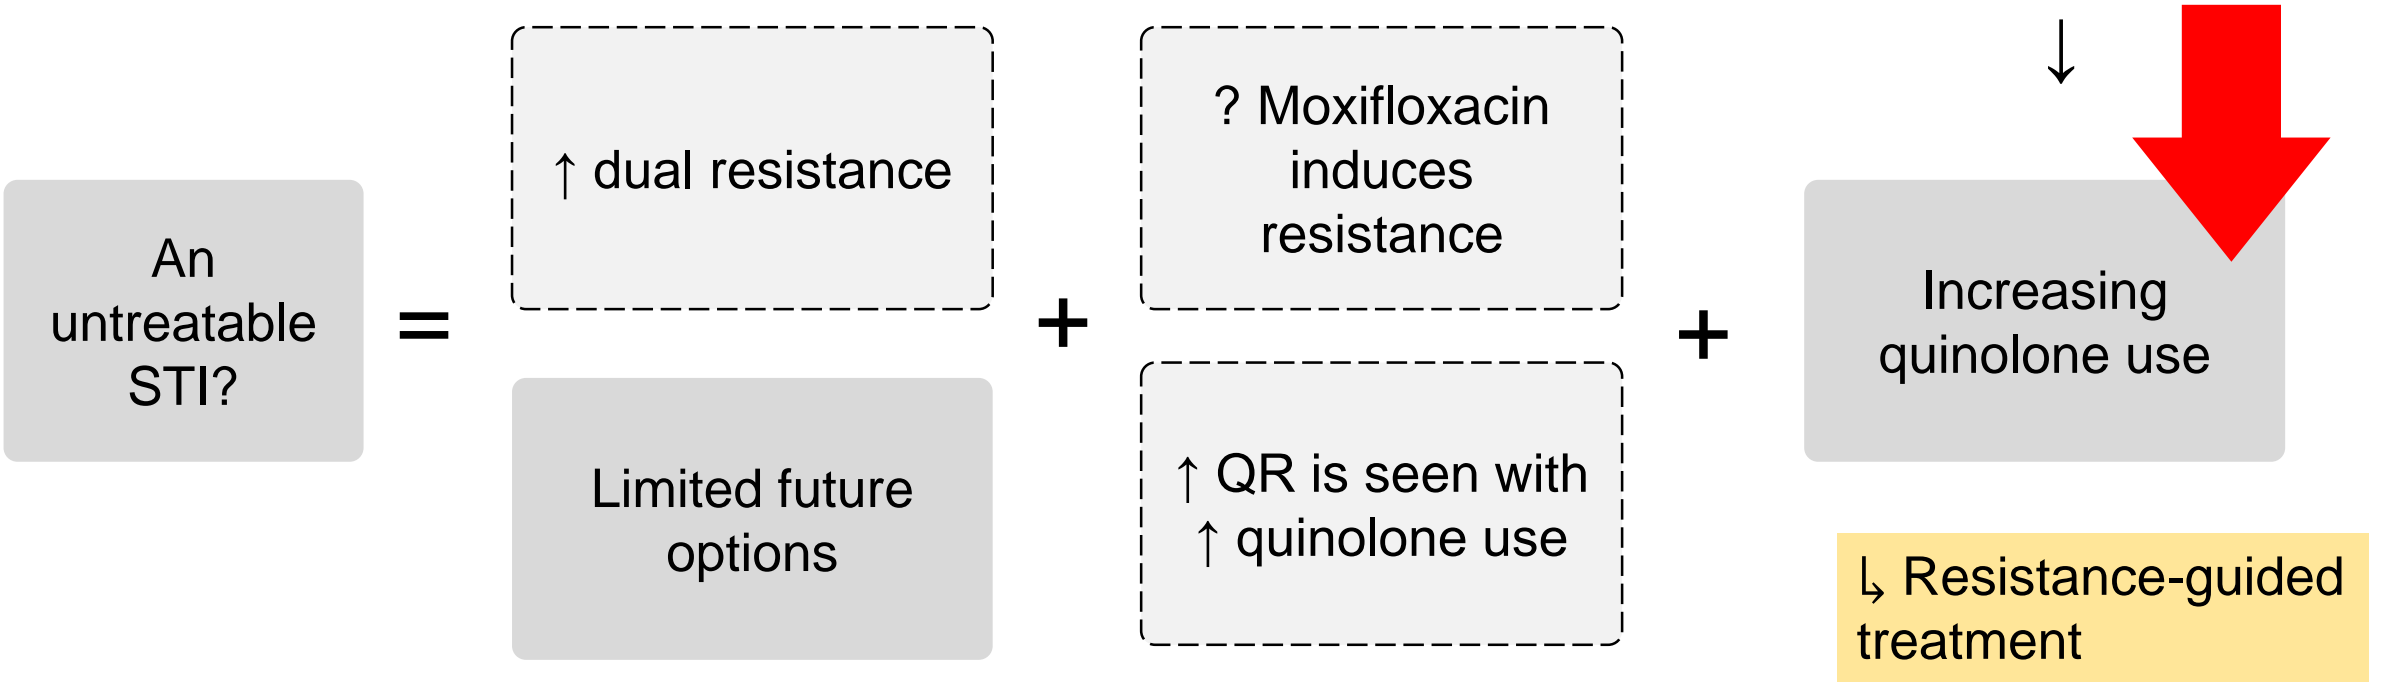 An
untreatable
STI?
=
↑ dual resistance
Limited future
options
+
? Moxifloxacin
induces
resistance
↑ QR is seen with
↑ quinolone use
+
↓
Increasing
quinolone use
↳ Resistance-guided
treatment